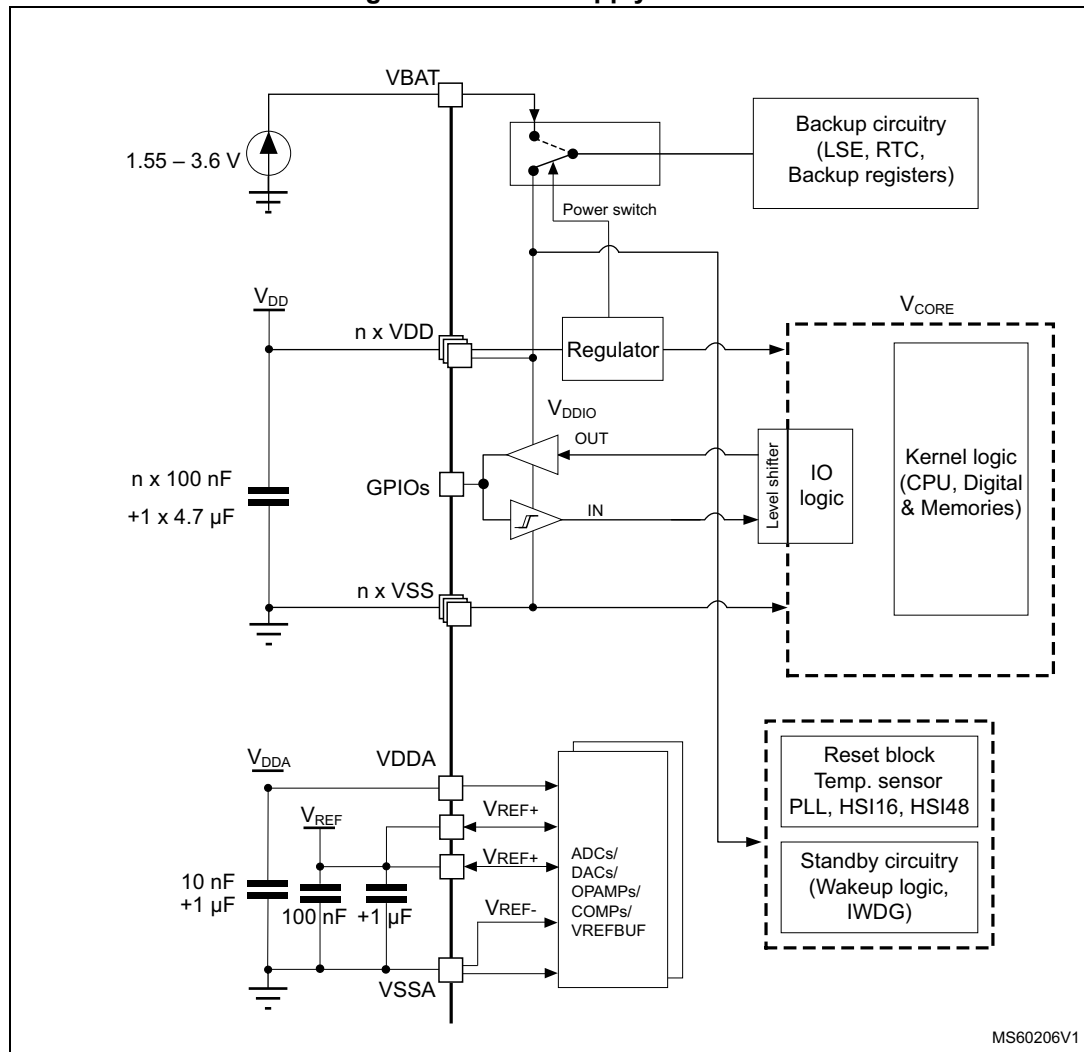 VBAT
1.55 – 3.6 V
Backup circuitry
(LSE, RTC,
Backup registers)
Power switch
VDD
n x VDD
Regulator
VCORE
VDDIO
OUT
Level shifter
IO
logic
Kernel logic
(CPU, Digital
& Memories)
n x 100 nF
+1 x 4.7 µF
GPIOs
IN
n x VSS
VDDA
VDDA
VREF
VREF+
VREF+
ADCs/
DACs/
OPAMPs/
COMPs/
VREFBUF
10 nF
+1 µF
100 nF
+1 µF
VREF-
VSSA
Reset block
Temp. sensor
PLL, HSI16, HSI48
Standby circuitry
(Wakeup logic,
IWDG)
MS60206V1